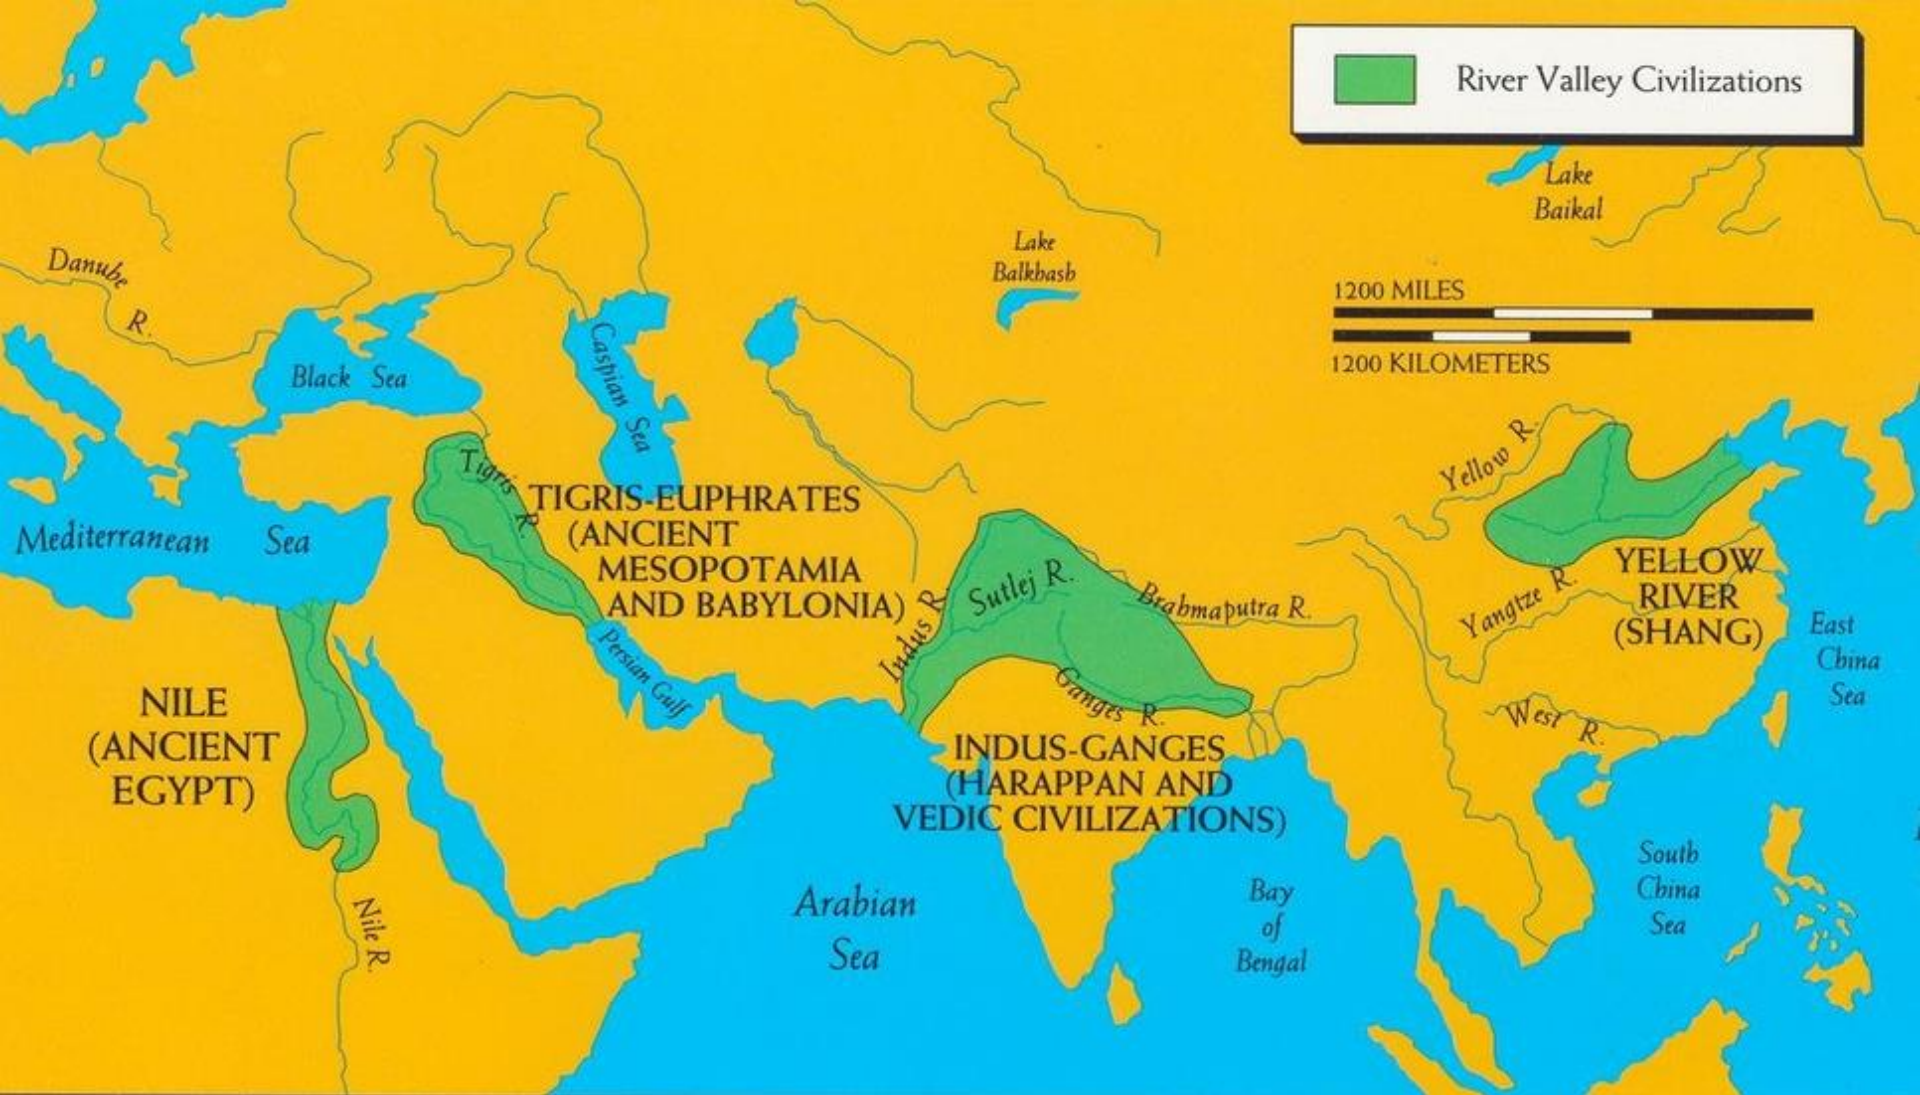 River Valley Civilizations
Lake
Baikal
Danube
R.
Lake
Balkhash
1200 MILES
1200 KILOMETERS
Black Sea
Caspian Sea
Yellow R.
Tigris R.
TIGRIS-EUPHRATES
(ANCIENT
MESOPOTAMIA
AND BABYLONIA)
Mediterranean Sea
Sutlej R.
Indus R.
Brahmaputra R.
Yangtze R.
YELLOW
RIVER
(SHANG)
East
China
Sea
Persian Gulf
NILE
(ANCIENT
EGYPT)
Ganges R.
West R.
INDUS-GANGES
(HARAPPAN AND
VEDIC CIVILIZATIONS)
Nile R.
Arabian
Sea
Bay
of
Bengal
South
China
Sea